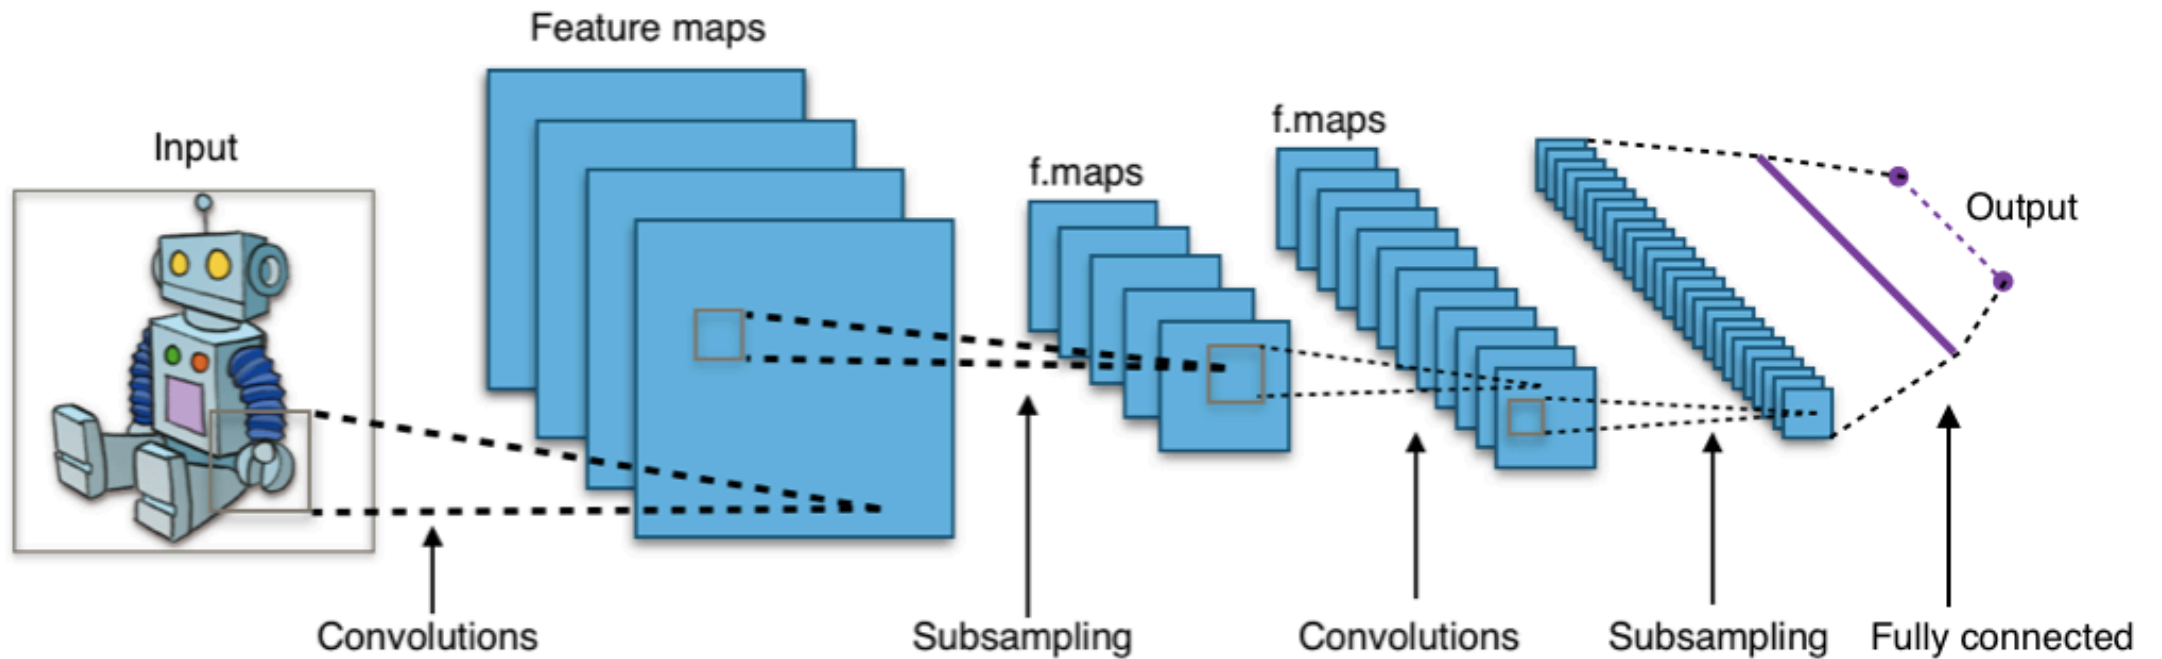 Feature maps
Input
f.maps
f.maps
Output
Convolutions
Subsampling
Convolutions
Subsampling
Fully connected